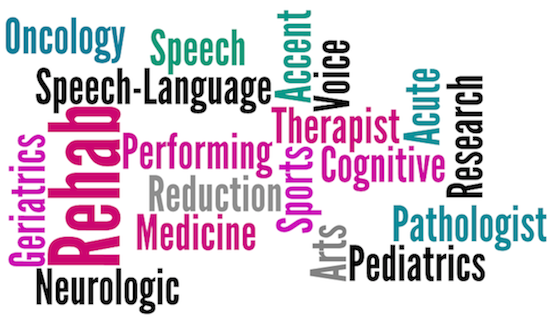 Oncology
Speech
Accent
Voice
Speech-Language
Acute
Research
Therapist
Rehab
Geriatrics
Performing
Sports
Cognitive
Reduction
Medicine
Arts
Pathologist
Pediatrics
Neurologic